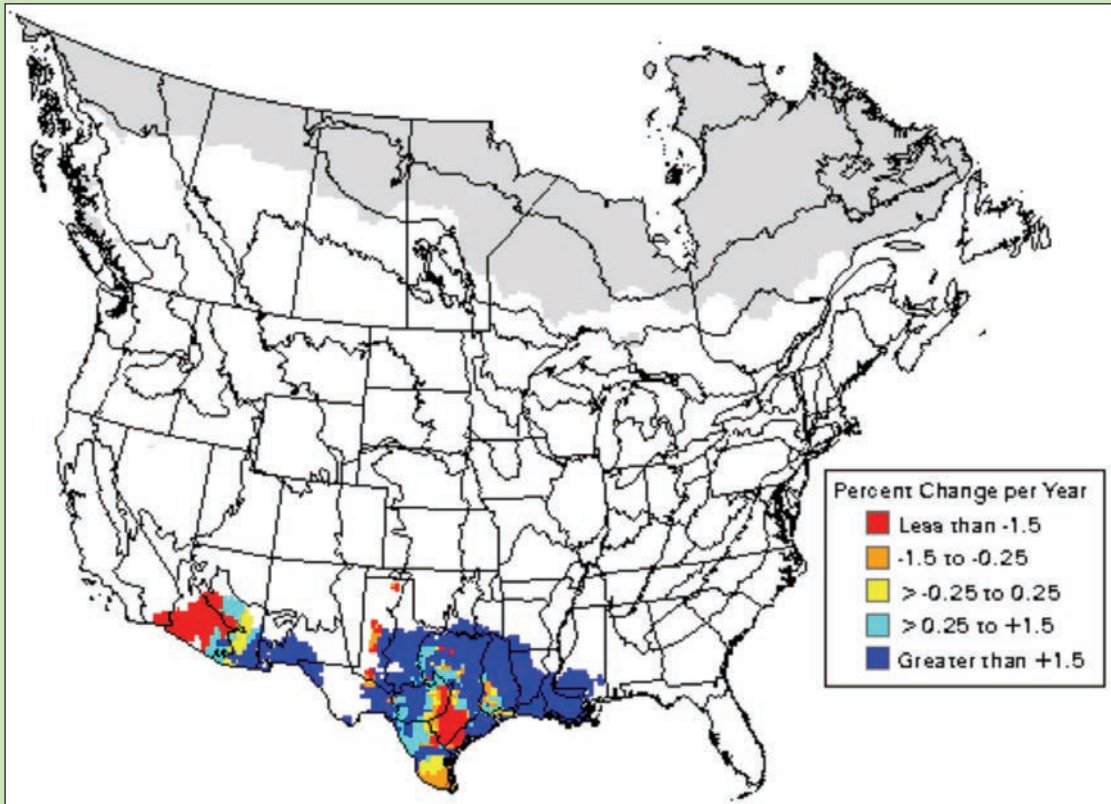 Percent Change per Year
Less than -1.5
-1.5 to -0.25
> -0.25 to 0.25
> 0.25 to +1.5
Greater than +1.5